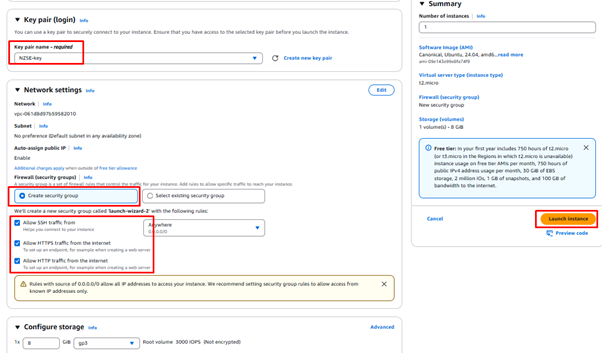 Key pair (login) Info
You can use a key pair to securely connect to your instance. Ensure that you have access to the selected key pair before you launch the instance.
Key pair name - required
NZSE-key
Create new key pair
Network settings Info
Edit
Network Info
vpc-06188d97b59582010
Subnet Info
No preference (Default subnet in any availability zone)
Auto-assign public IP Info
Enable
Additional charges apply when outside of free tier allowance
Firewall (security groups) Info
A security group is a set of firewall rules that control the traffic for your instance. Add rules to allow specific traffic to reach your instance.
Create security group
Select existing security group
We'll create a new security group called 'launch-wizard-2' with the following rules:
Allow SSH traffic from
Helps you connect to your instance
Anywhere
0.0.0.0/0
Allow HTTPS traffic from the internet
To set up an endpoint, for example when creating a web server
Allow HTTP traffic from the internet
To set up an endpoint, for example when creating a web server
Rules with source of 0.0.0.0/0 allow all IP addresses to access your instance. We recommend setting security group rules to allow access from
known IP addresses only.
Configure storage Info
Advanced
1x 8 GiB gp3 Root volume 3000 IOPS (Not encrypted)
Summary
Number of instances Info
1
Software Image (AMI)
Canonical, Ubuntu, 24.04, amd6...read more
Virtual server type (instance type)
t2.micro
Firewall (security group)
New security group
Storage (volumes)
1 volume(s) - 8 GiB
Free tier: In your first year includes 750 hours of t2.micro
(or t3.micro in the Regions in which t2.micro is unavailable)
instance usage on free tier AMIs per month, 750 hours of
public IPv4 address usage per month, 30 GiB of EBS
storage, 2 million IOs, 1 GB of snapshots, and 100 GB of
bandwidth to the internet.
Cancel
Launch instance
Preview code